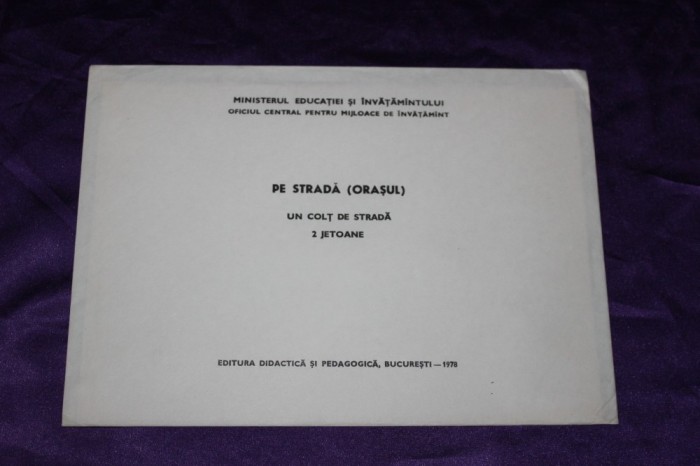 MINISTERUL EDUCAȚIEI ȘI ÎNVĂȚĂMÎNTULUI
OFICIUL CENTRAL PENTRU MIJLOACE DE ÎNVĂȚĂMÎNT
PE STRADĂ (ORAȘUL)
UN COLȚ DE STRADĂ
2 JETOANE
EDITURA DIDACTICĂ ȘI PEDAGOGICĂ, BUCUREȘTI — 1978